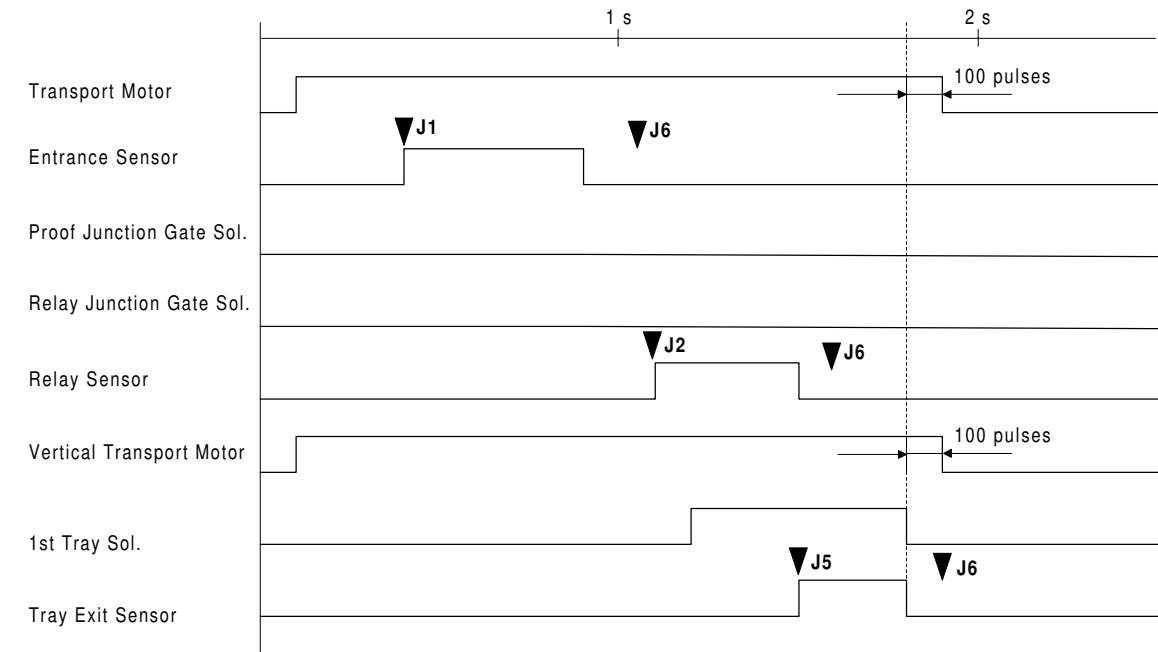 1 s 2 s
Transport Motor 100 pulses
J1 J6
Entrance Sensor
Proof Junction Gate Sol.
Relay Junction Gate Sol.
J2 J6
Relay Sensor
Vertical Transport Motor 100 pulses
1st Tray Sol.
J5 J6
Tray Exit Sensor